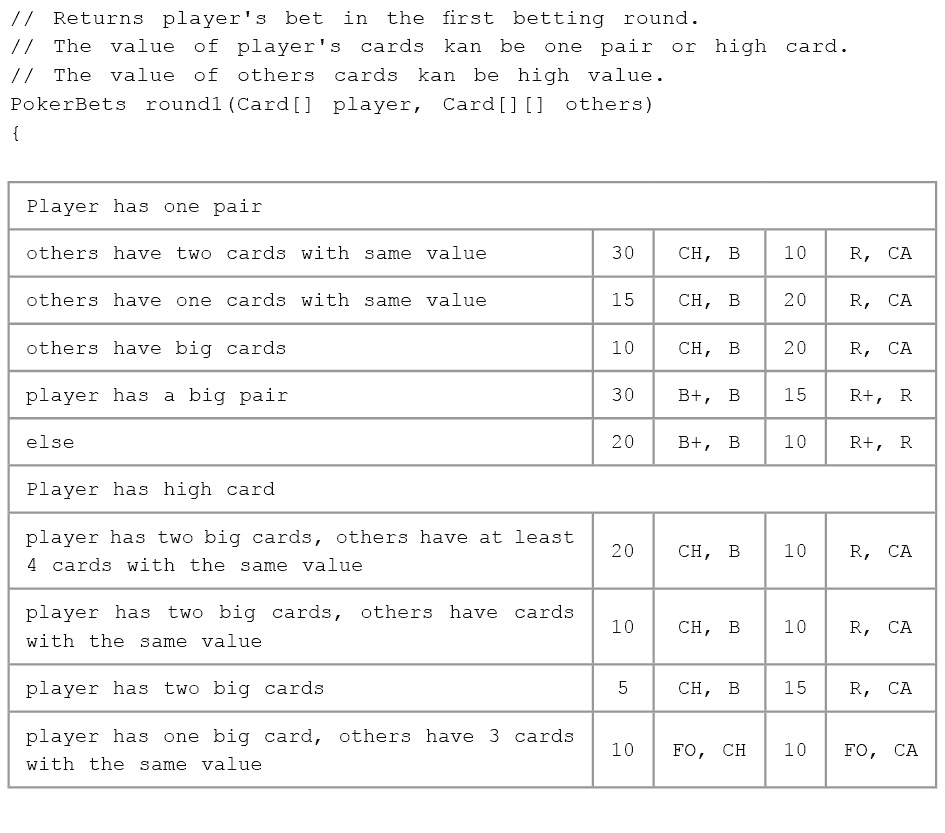 // Returns player's bet in the first betting round.
// The value of player's cards kan be one pair or high card.
// The value of others cards kan be high value.
PokerBets round1(Card[] player, Card[][] others)
{
Player has one pair
others have two cards with same value 30 CH, B 10 R, CA
others have one cards with same value 15 CH, B 20 R, CA
others have big cards 10 CH, B 20 R, CA
player has a big pair 30 B+, B 15 R+, R
else 20 B+, B 10 R+, R
Player has high card
player has two big cards, others have at least
4 cards with the same value 20 CH, B 10 R, CA
player has two big cards, others have cards
with the same value 10 CH, B 10 R, CA
player has two big cards 5 CH, B 15 R, CA
player has one big card, others have 3 cards
with the same value 10 FO, CH 10 FO, CA